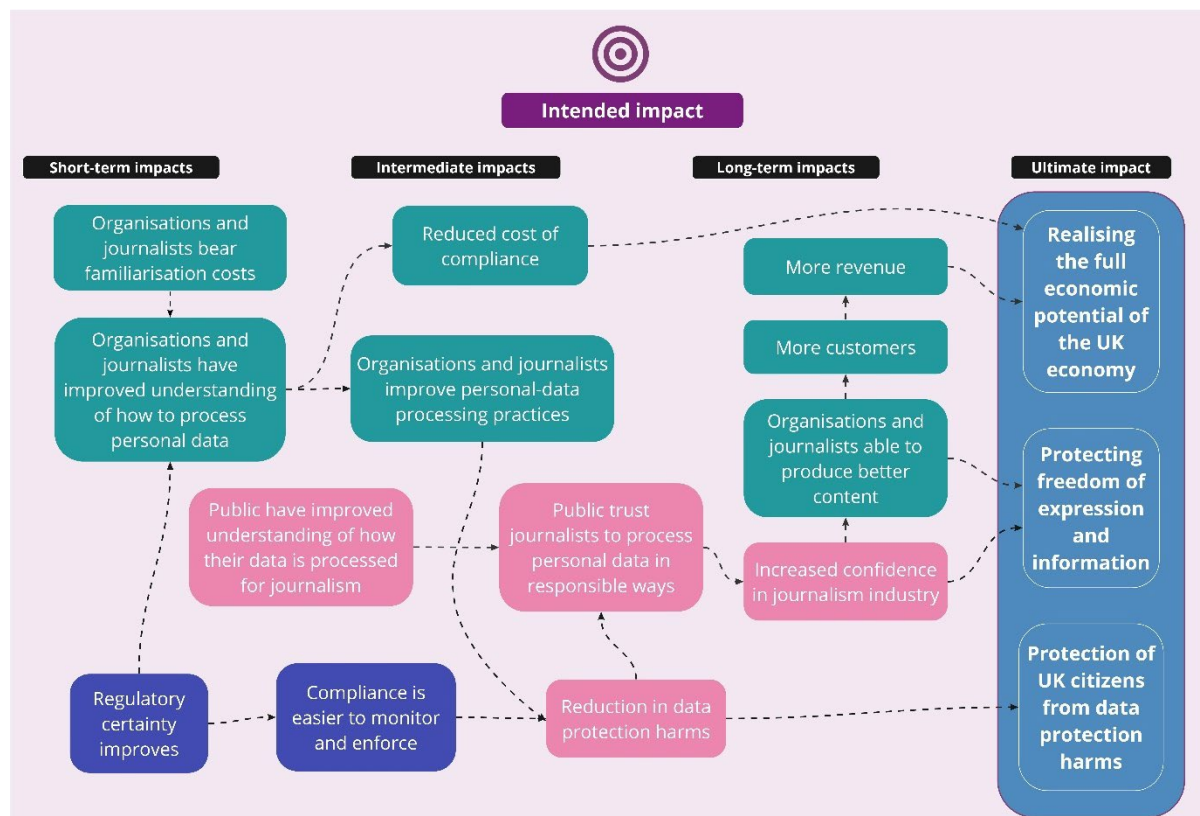 Intended impact
Short-term impacts
Intermediate impacts
Long-term impacts
Ultimate impact
Organisations and
journalists bear
familiarisation costs
Reduced cost of
compliance
More revenue
Realising
the full
economic
potential of
the UK
economy
Organisations and
journalists have
improved understanding
of how to process
personal data
Organisations and journalists
improve personal-data
processing practices
More customers
Organisations and
journalists able to
produce better
content
Protecting
freedom of
expression
and
information
Public have improved
understanding of how
their data is processed
for journalism
Public trust
journalists to process
personal data in
responsible ways
Increased confidence
in journalism industry
Regulatory
certainty
improves
Compliance is
easier to monitor
and enforce
Reduction in data
protection harms
Protection of
UK citizens
from data
protection
harms